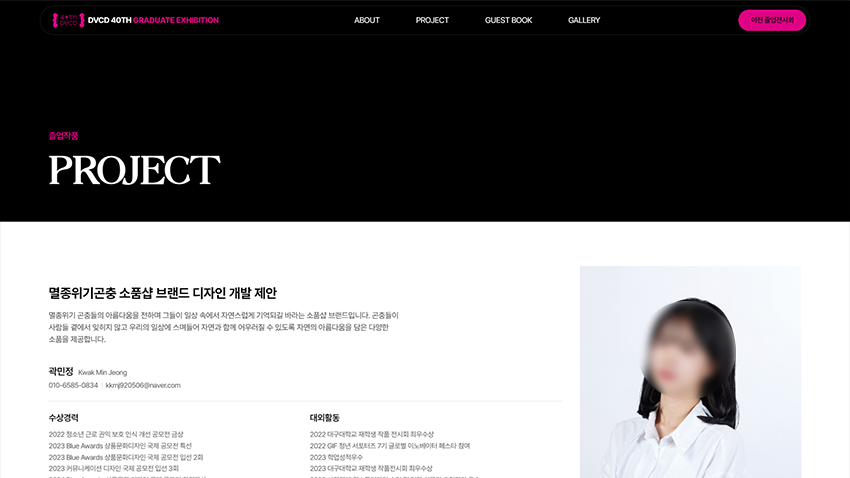 DVCD 40TH GRADUATE EXHIBITION
ABOUT
PROJECT
GUEST BOOK
GALLERY
이전 졸업전시회
졸업작품
PROJECT
멸종위기곤충 소품샵 브랜드 디자인 개발 제안
멸종위기 곤충들의 아름다움을 전하며 그들이 일상 속에서 자연스럽게 기억되길 바라는 소품샵 브랜드입니다. 곤충들이
사람들 곁에서 잊히지 않고 우리의 일상에 스며들어 자연과 함께 어우러질 수 있도록 자연의 아름다움을 담은 다양한
소품을 제공합니다.
곽민정 Kwak Min Jeong
010-6585-0834 | kkmj920506@naver.com
수상경력
2022 청소년 근로 권익 보호 인식 개선 공모전 금상
2023 Blue Awards 상품문화디자인 국제 공모전 특선
2023 Blue Awards 상품문화디자인 국제 공모전 입선 2회
2023 커뮤니케이션 디자인 국제 공모전 입선 3회
대외활동
2022 대구대학교 재학생 작품 전시회 최우수상
2022 GIF 청년 서포터즈 7기 글로벌 이노베이터 페스타 참여
2023 학업성적우수
2023 대구대학교 재학생 작품전시회 최우수상